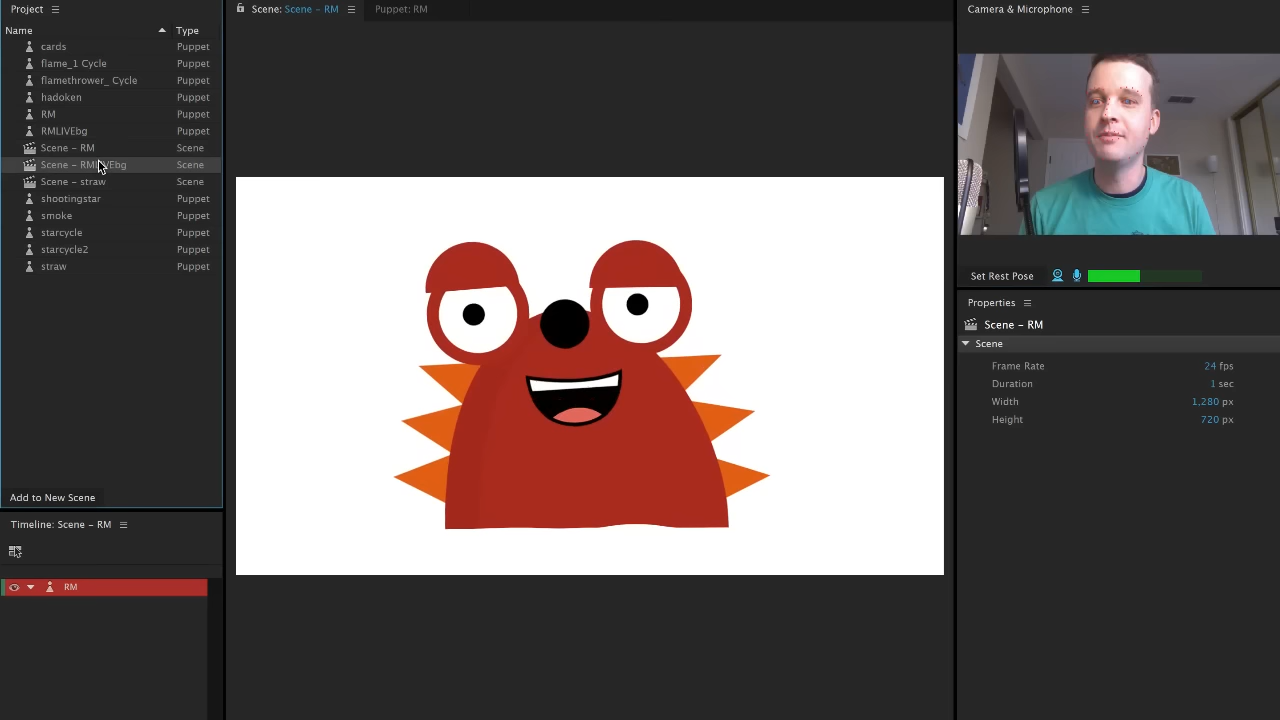 Project
Name Type
cards Puppet
flame_1 Cycle Puppet
flamethrower_ Cycle Puppet
hadoken Puppet
RM Puppet
RMLIVEbg Puppet
Scene – RM Scene
Scene – RMLIVEbg Scene
Scene – straw Scene
shootingstar Puppet
smoke Puppet
starcycle Puppet
starcycle2 Puppet
straw Puppet
Add to New Scene
Timeline: Scene – RM
RM
Scene: Scene – RM Puppet: RM
Camera & Microphone
Set Rest Pose
Properties
Scene – RM
Scene
Frame Rate 24 fps
Duration 1 sec
Width 1,280 px
Height 720 px